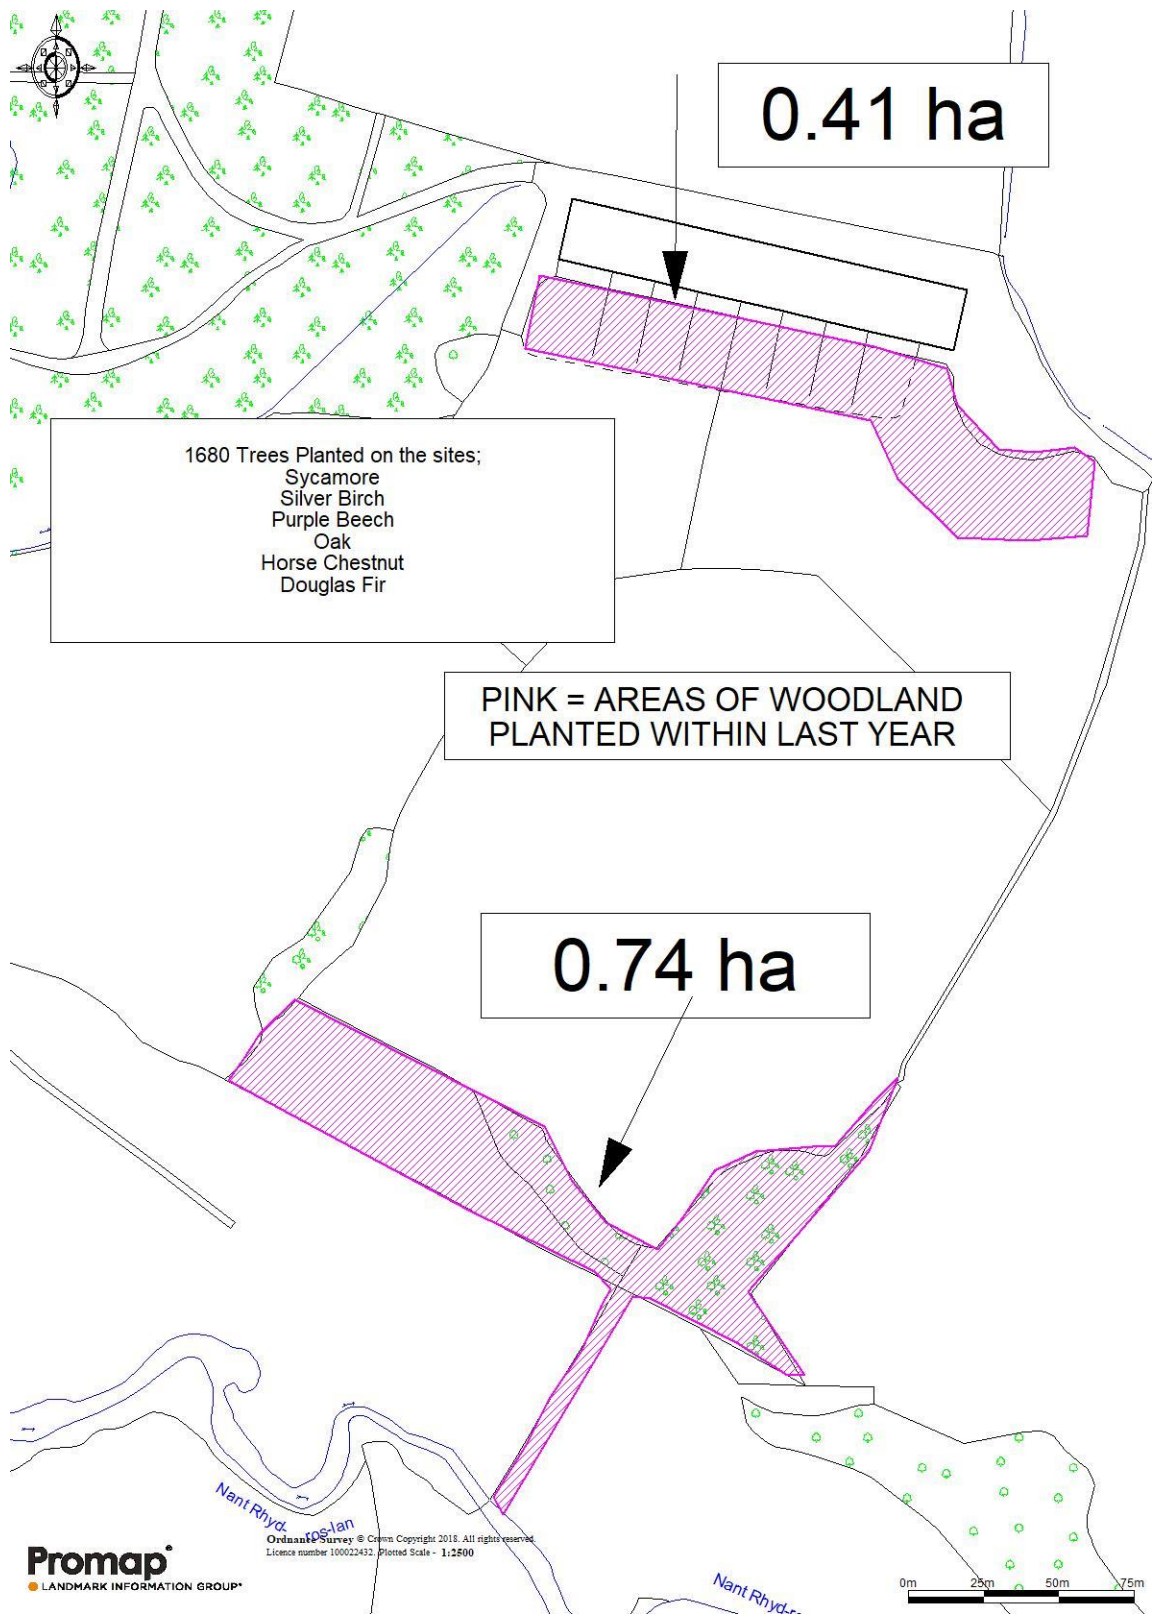 0.41 ha
1680 Trees Planted on the sites;
Sycamore
Silver Birch
Purple Beech
Oak
Horse Chestnut
Douglas Fir
PINK = AREAS OF WOODLAND
PLANTED WITHIN LAST YEAR
0.74 ha
Nant Rhyd-
ros-lan
Ordnance Survey © Crown Copyright 2018. All rights reserved.
Licence number 100022432. Plotted Scale - 1:2500
Promap
LANDMARK INFORMATION GROUP
Nant Rhyd-
0m 25m 50m 75m